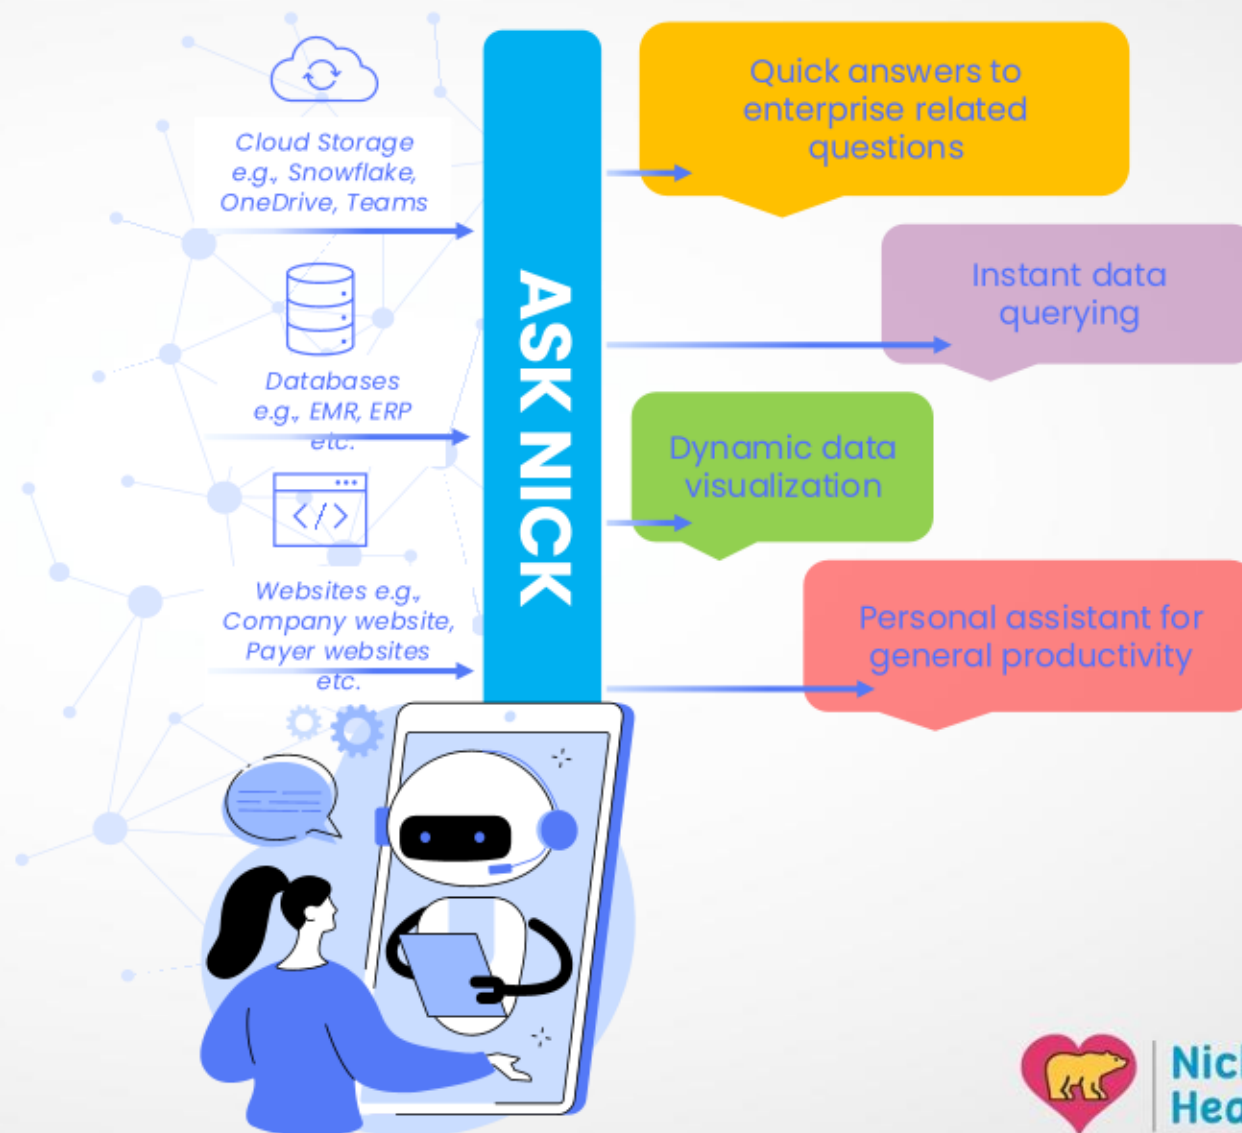 Cloud Storage
e.g., Snowflake,
OneDrive, Teams
Databases
e.g., EMR, ERP
etc.
</>
Websites e.g.,
Company website,
Payer websites
etc.
ASK NICK
Quick answers to
enterprise related
questions
Instant data
querying
Dynamic data
visualization
Personal assistant for
general productivity